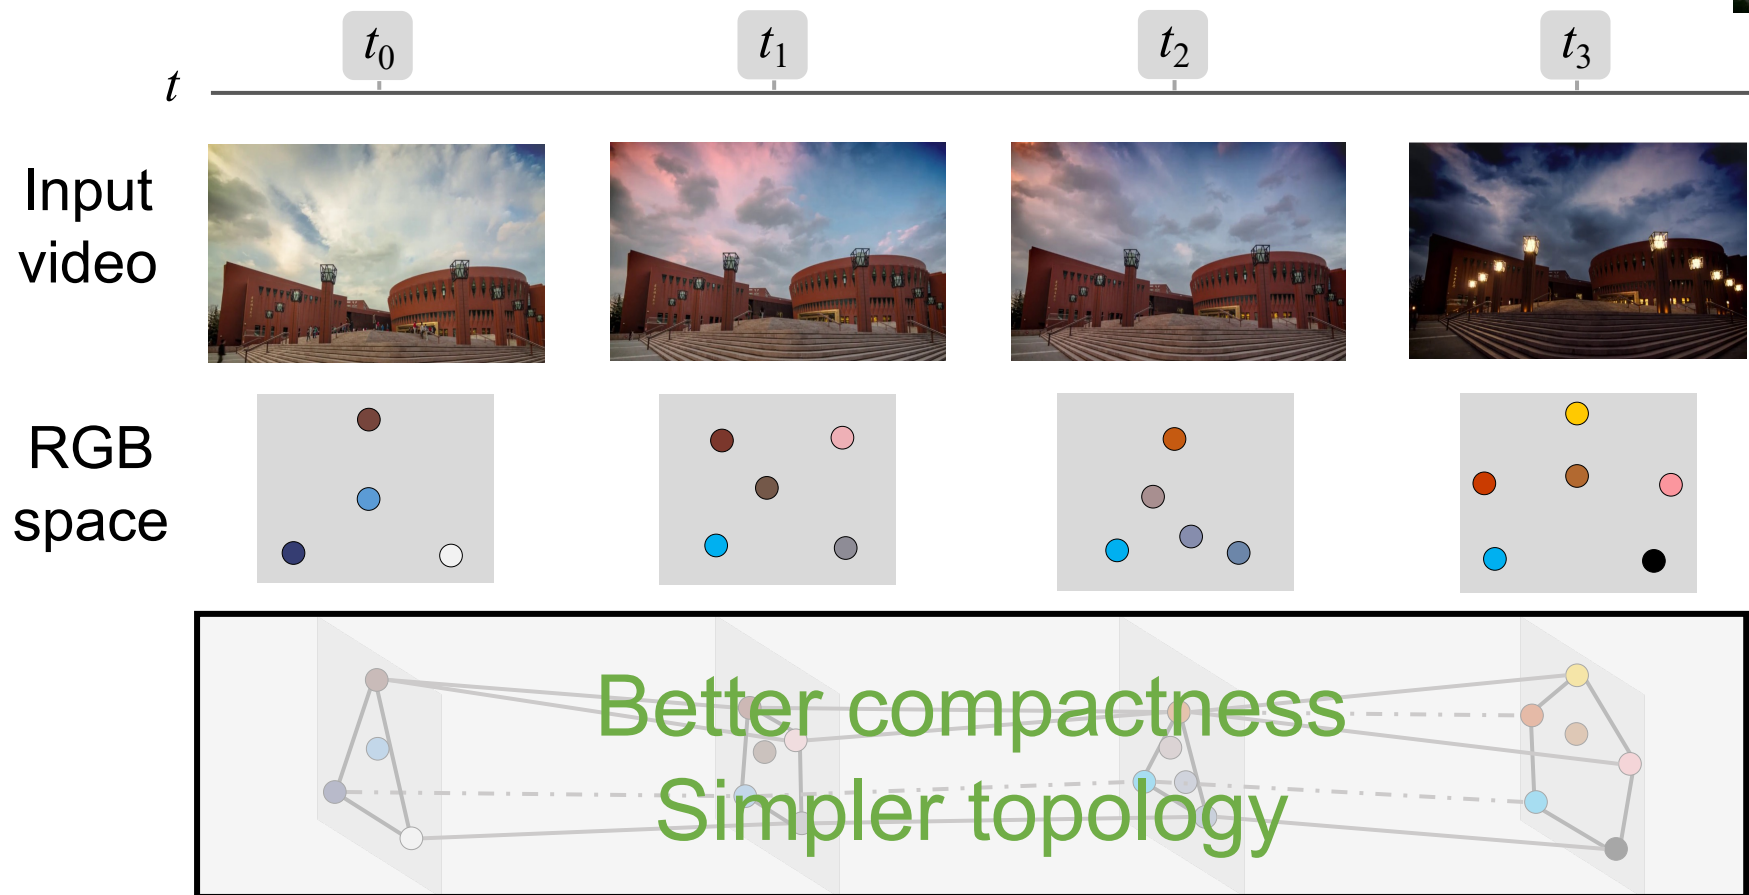 t₀ t₁ t₂ t₃
t
Input
video
RGB
space
Better compactness
Simpler topology